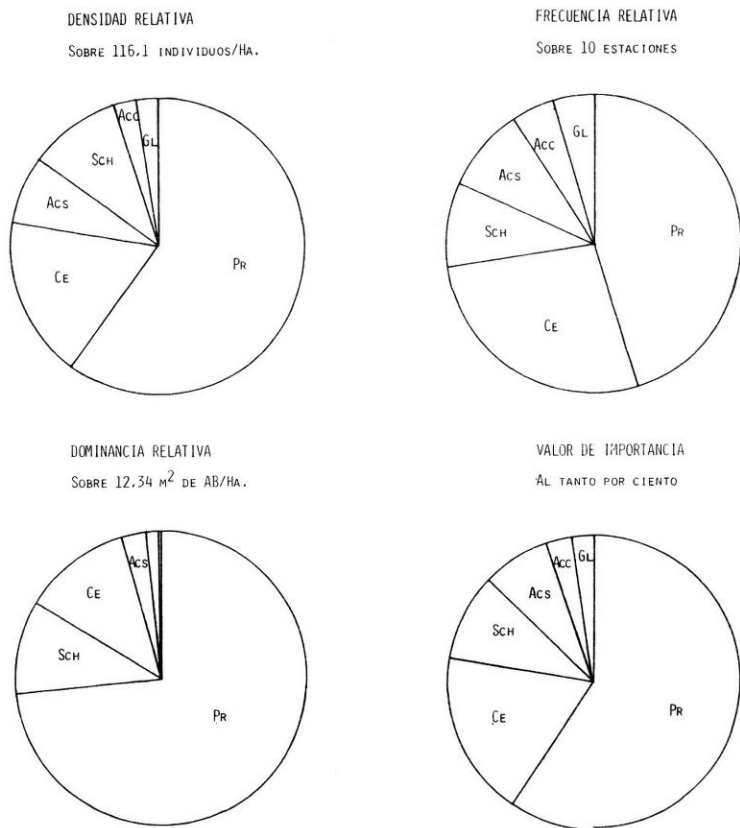 DENSIDAD RELATIVA
SOBRE 116.1 INDIVIDUOS/HA.
ACC
GL
SCH
ACS
CE
PR
FRECUENCIA RELATIVA
SOBRE 10 ESTACIONES
GL
ACC
ACS
SCH
PR
CE
DOMINANCIA RELATIVA
SOBRE 12.34 M² DE AB/HA.
ACS
CE
SCH
PR
VALOR DE IMPORTANCIA
AL TANTO POR CIENTO
GL
ACC
ACS
SCH
CE
PR